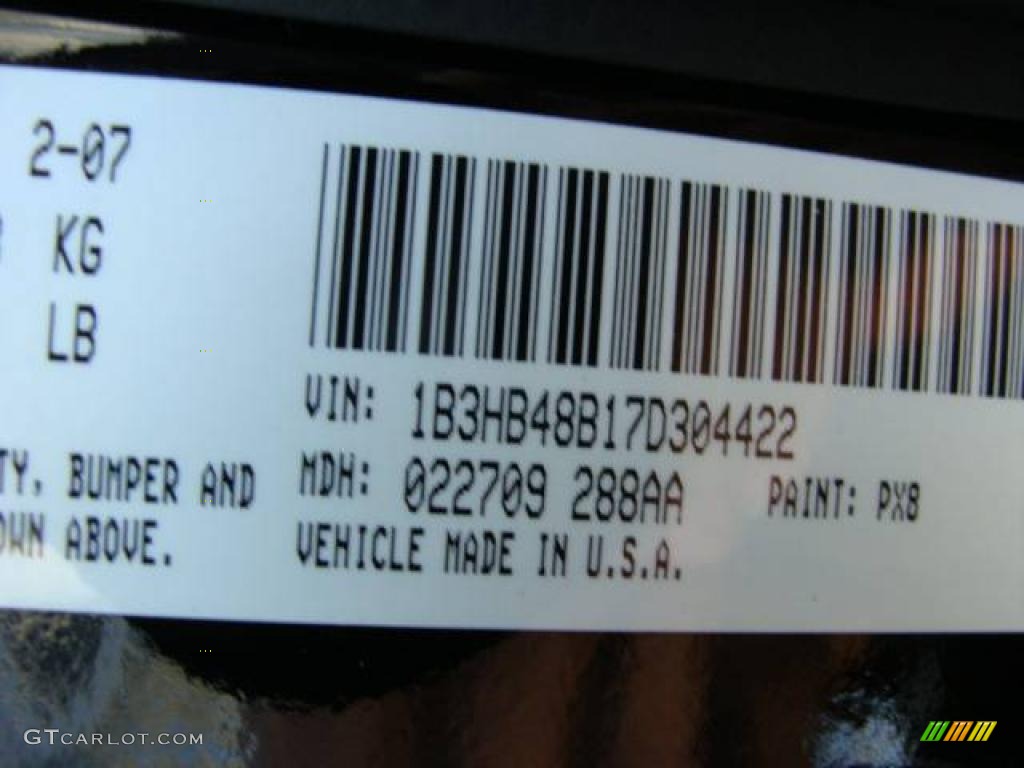 2-07
KG
LB
VIN: 1B3HB48B17D304422
TY, BUMPER AND
MDH: 022709 288AA PAINT: PX8
OWN ABOVE.
VEHICLE MADE IN U.S.A.
GTCARLOT.COM